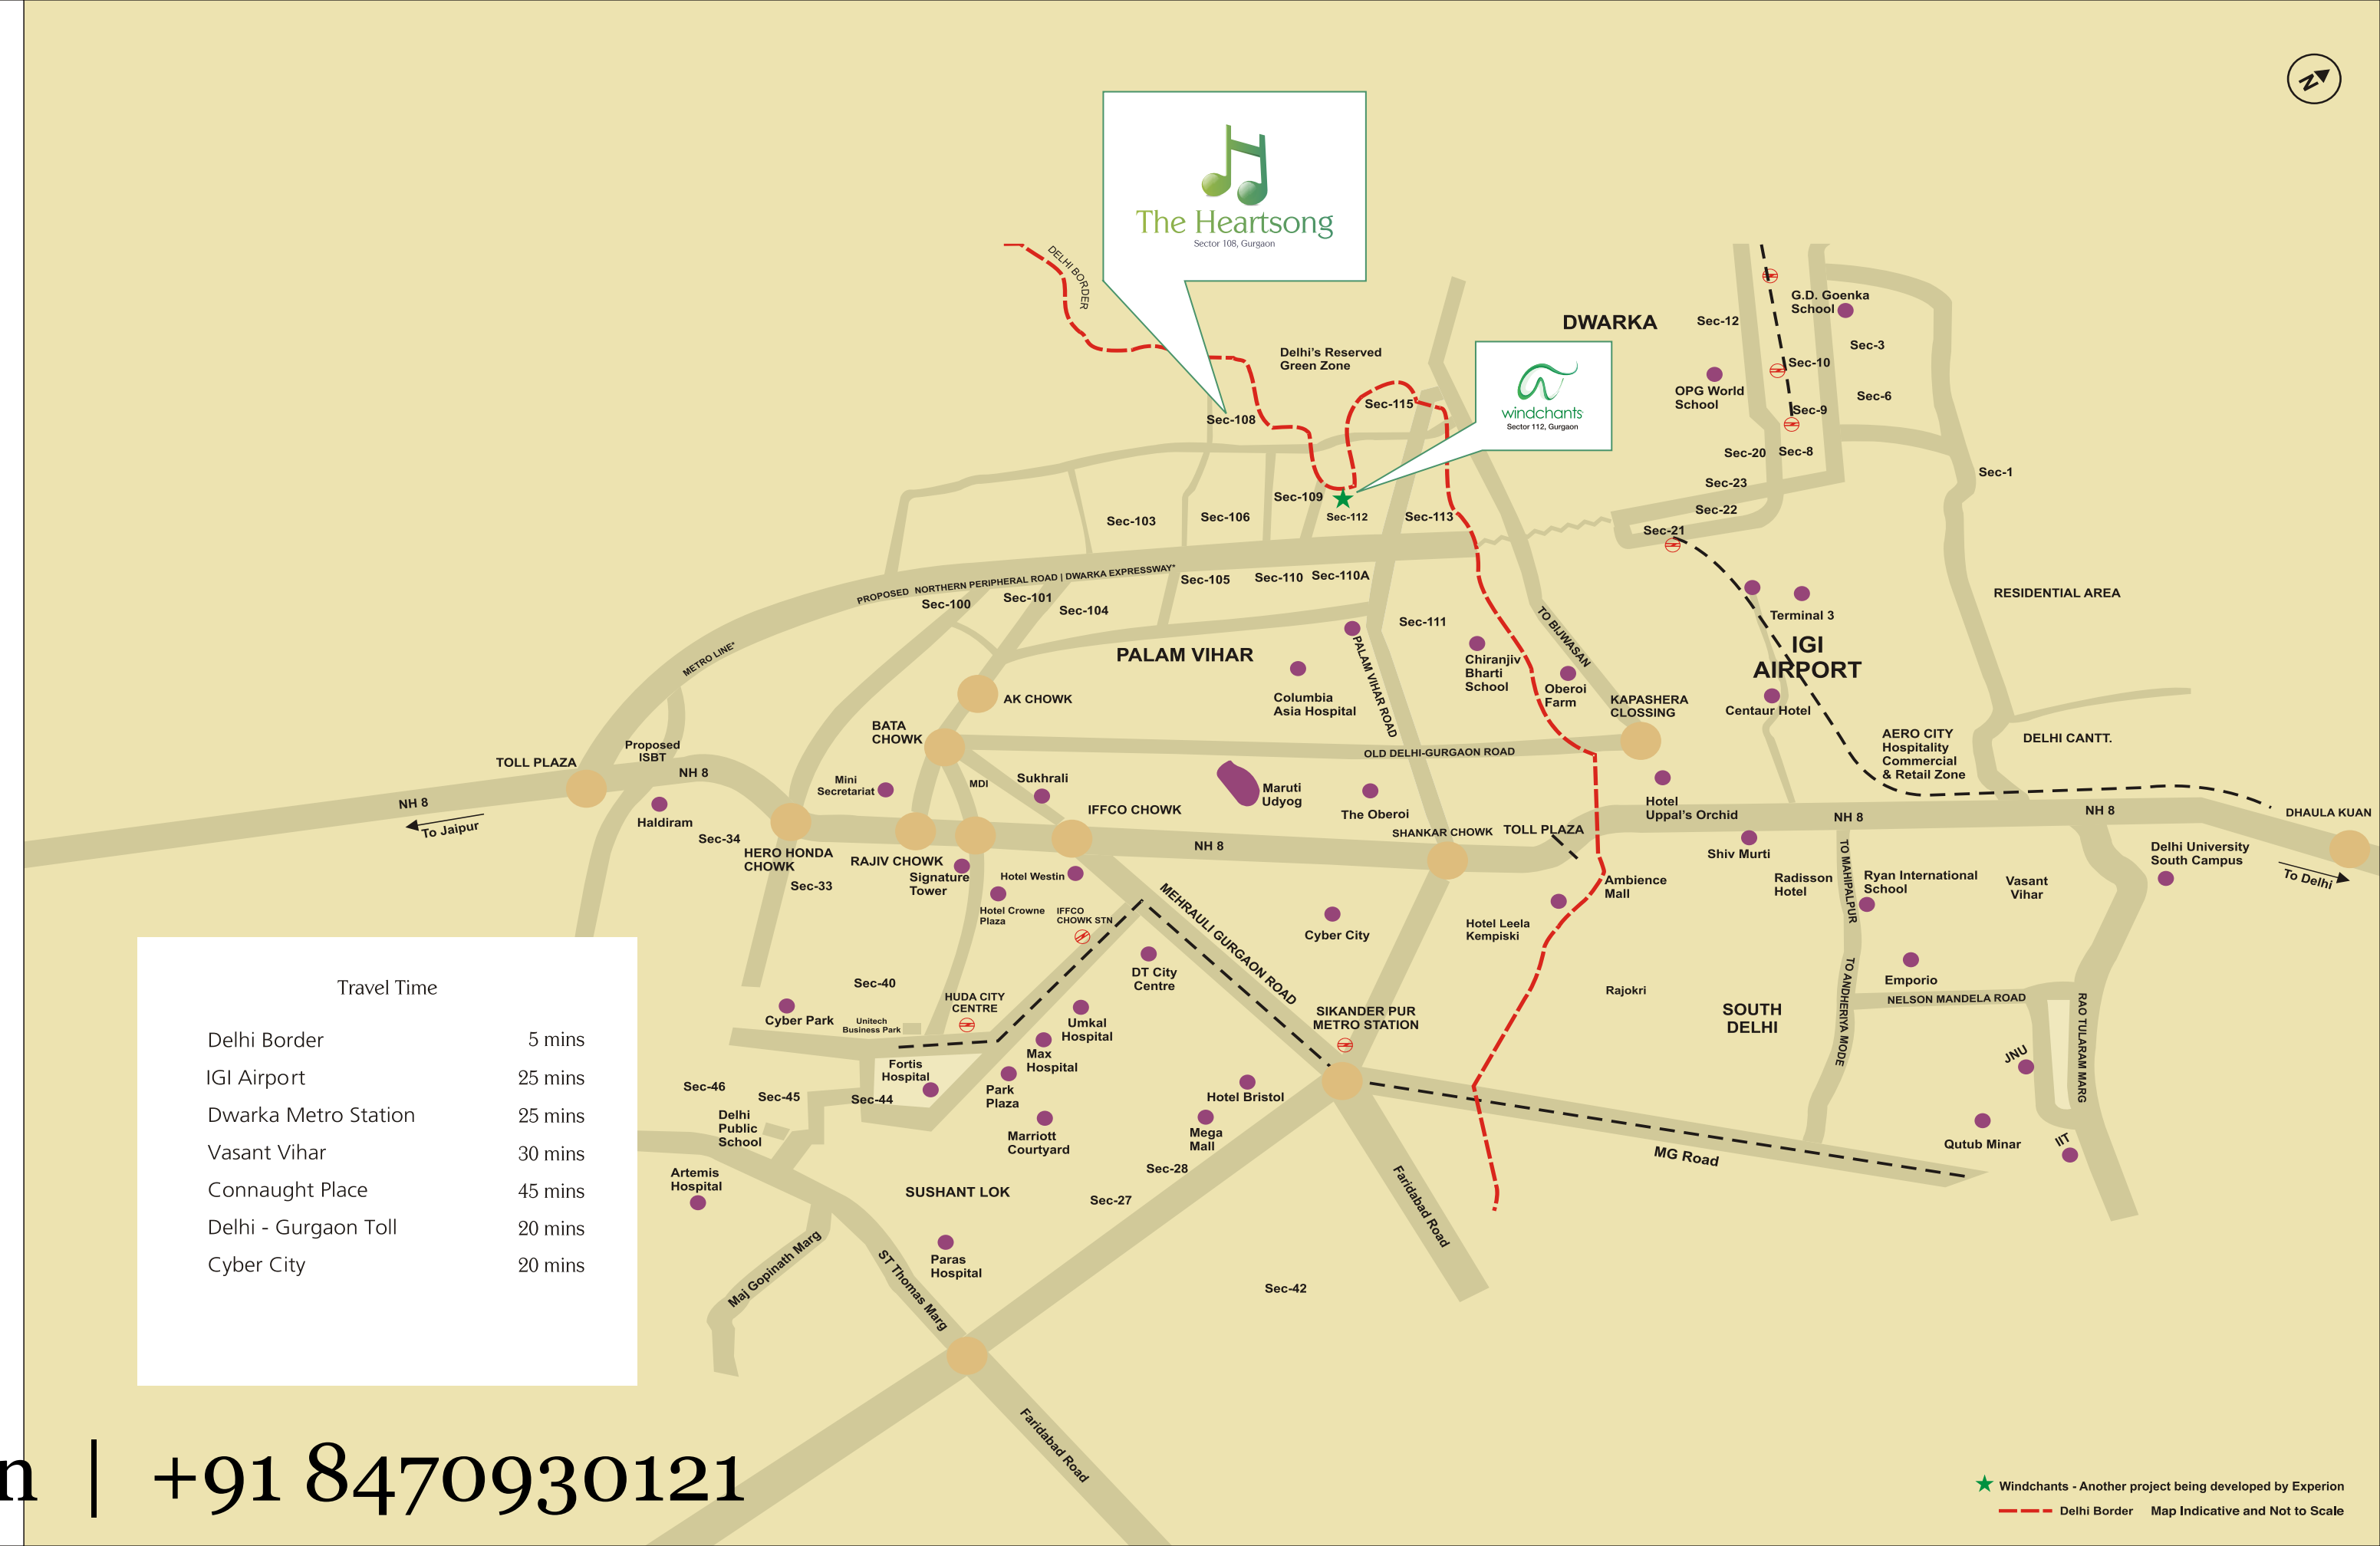 N
The Heartsong
Sector 108, Gurgaon
DELHI BORDER
Delhi's Reserved
Green Zone
DWARKA
Sec-12
G.D. Goenka
School
Sec-3
Sec-10
OPG World
School
Sec-6
Sec-9
Sec-115
windchants
Sector 112, Gurgaon
Sec-108
Sec-20
Sec-8
Sec-1
Sec-23
Sec-109
Sec-22
Sec-103
Sec-106
Sec-112
Sec-113
Sec-21
PROPOSED NORTHERN PERIPHERAL ROAD | DWARKA EXPRESSWAY*
Sec-105
Sec-110
Sec-110A
Sec-100
Sec-101
Sec-104
RESIDENTIAL AREA
Terminal 3
Sec-111
TO BIJWASAN
IGI
AIRPORT
METRO LINE*
PALAM VIHAR
PALAM VIHAR ROAD
Chiranjiv
Bharti
School
Oberoi
Farm
Columbia
Asia Hospital
AK CHOWK
KAPASHERA
CLOSSING
Centaur Hotel
BATA
CHOWK
AERO CITY
Hospitality
Commercial
& Retail Zone
DELHI CANTT.
Proposed
ISBT
TOLL PLAZA
NH 8
OLD DELHI-GURGAON ROAD
Mini
Secretariat
MDI
Sukhrali
Maruti
Udyog
The Oberoi
Hotel
Uppal's Orchid
NH 8
To Jaipur
Haldiram
IFFCO CHOWK
NH 8
NH 8
DHAULA KUAN
Sec-34
HERO HONDA
CHOWK
RAJIV CHOWK
NH 8
SHANKAR CHOWK
TOLL PLAZA
Shiv Murti
TO MAHIPALPUR
Delhi University
South Campus
To Delhi
Sec-33
Signature
Tower
Hotel Westin
Ambience
Mall
Radisson
Hotel
Ryan International
School
Vasant
Vihar
Hotel Crowne
Plaza
IFFCO
CHOWK STN
MEHRAULI GURGAON ROAD
Cyber City
Hotel Leela
Kempiski
DT City
Centre
Sec-40
Rajokri
Emporio
TO ANDHERIYA MODE
NELSON MANDELA ROAD
HUDA CITY
CENTRE
Cyber Park
Unitech
Business Park
Umkal
Hospital
SIKANDER PUR
METRO STATION
SOUTH
DELHI
RAO TULARAM MARG
Max
Hospital
Fortis
Hospital
JNU
Sec-46
Sec-45
Sec-44
Park
Plaza
Hotel Bristol
Delhi
Public
School
Marriott
Courtyard
Mega
Mall
Qutub Minar
IIT
MG Road
Artemis
Hospital
Sec-28
SUSHANT LOK
Sec-27
Faridabad Road
Maj Gopinath Marg
ST Thomas Marg
Paras
Hospital
Sec-42
Faridabad Road
Travel Time
Delhi Border 5 mins
IGI Airport 25 mins
Dwarka Metro Station 25 mins
Vasant Vihar 30 mins
Connaught Place 45 mins
Delhi - Gurgaon Toll 20 mins
Cyber City 20 mins
n | +91 8470930121
Windchants - Another project being developed by Experion
Delhi Border Map Indicative and Not to Scale